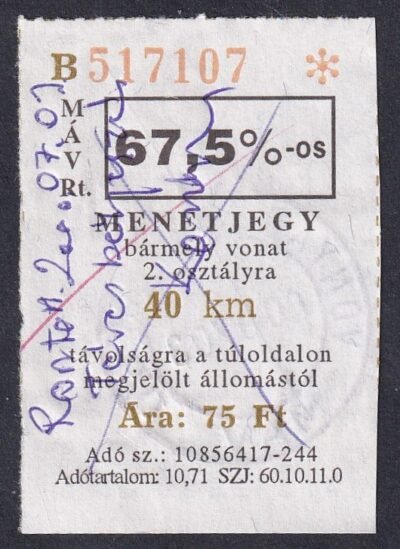 B 517107 *
MÁV Rt.
67,5%-os
MENETJEGY
bármely vonat
2. osztályra
40 km
távolságra a túloldalon
megjelölt állomástól
Ára: 75 Ft
Adó sz.: 10856417-244
Adótartalom: 10,71 SZJ: 60.10.11.0